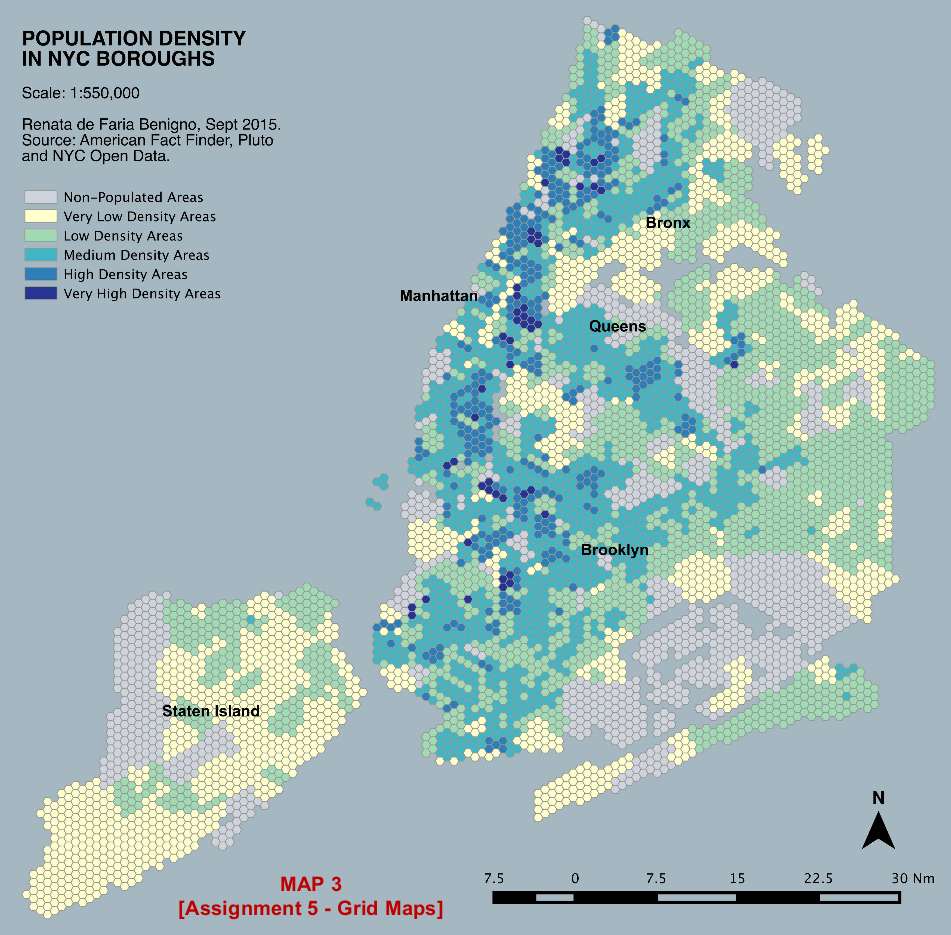 POPULATION DENSITY
IN NYC BOROUGHS
Scale: 1:550,000
Renata de Faria Benigno, Sept 2015.
Source: American Fact Finder, Pluto
and NYC Open Data.
Non-Populated Areas
Very Low Density Areas
Low Density Areas
Medium Density Areas
High Density Areas
Very High Density Areas
Bronx
Manhattan
Queens
Brooklyn
Staten Island
N
MAP 3
[Assignment 5 - Grid Maps]
7.5 0 7.5 15 22.5 30 Nm